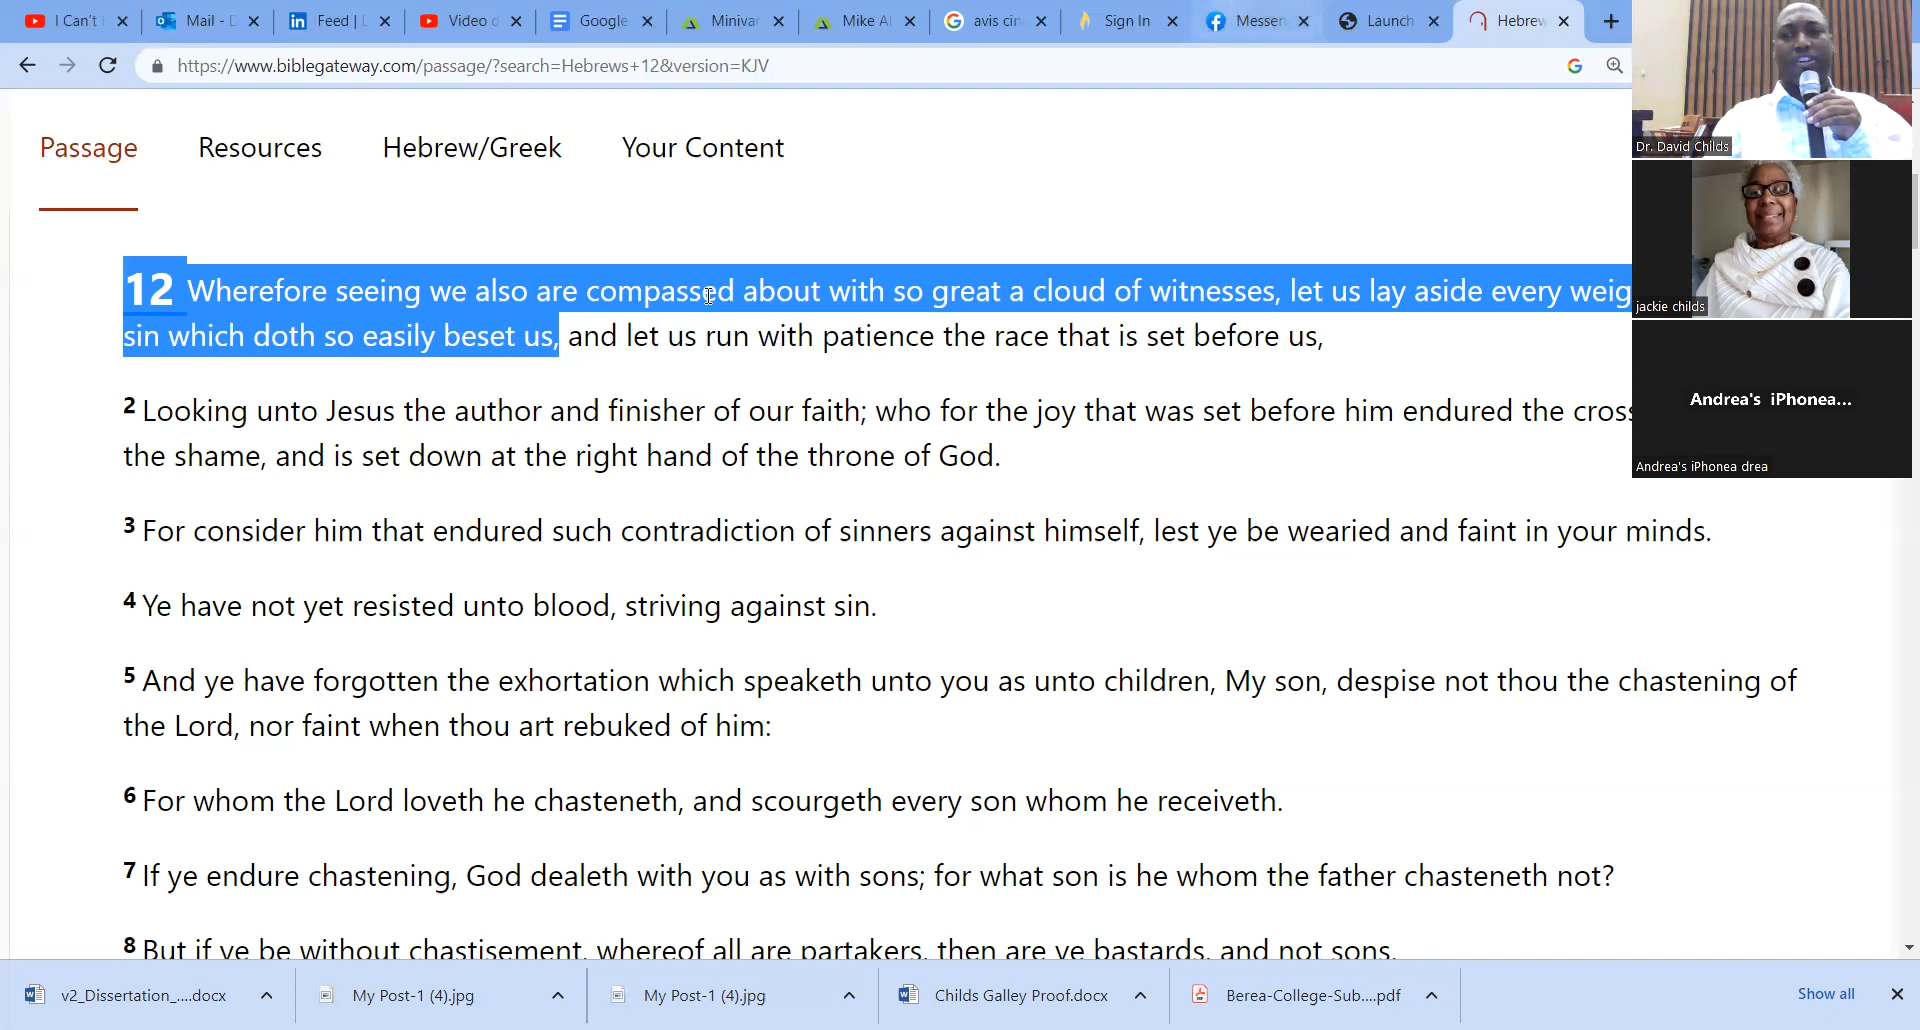 I Can't
Mail - D
Feed | L
Video d
Google
Minivan
Mike Al
avis cin
Sign In
Messen
Launch
Hebrew
https://www.biblegateway.com/passage/?search=Hebrews+12&version=KJV
Passage
Resources
Hebrew/Greek
Your Content
12 Wherefore seeing we also are compassed about with so great a cloud of witnesses, let us lay aside every weig
sin which doth so easily beset us, and let us run with patience the race that is set before us,
2 Looking unto Jesus the author and finisher of our faith; who for the joy that was set before him endured the cross
the shame, and is set down at the right hand of the throne of God.
3 For consider him that endured such contradiction of sinners against himself, lest ye be wearied and faint in your minds.
4 Ye have not yet resisted unto blood, striving against sin.
5 And ye have forgotten the exhortation which speaketh unto you as unto children, My son, despise not thou the chastening of
the Lord, nor faint when thou art rebuked of him:
6 For whom the Lord loveth he chasteneth, and scourgeth every son whom he receiveth.
7 If ye endure chastening, God dealeth with you as with sons; for what son is he whom the father chasteneth not?
8 But if ye be without chastisement, whereof all are partakers, then are ye bastards, and not sons.
Dr. David Childs
jackie childs
Andrea's iPhonea...
Andrea's iPhonea drea
v2_Dissertation_....docx
My Post-1 (4).jpg
My Post-1 (4).jpg
Childs Galley Proof.docx
Berea-College-Sub....pdf
Show all